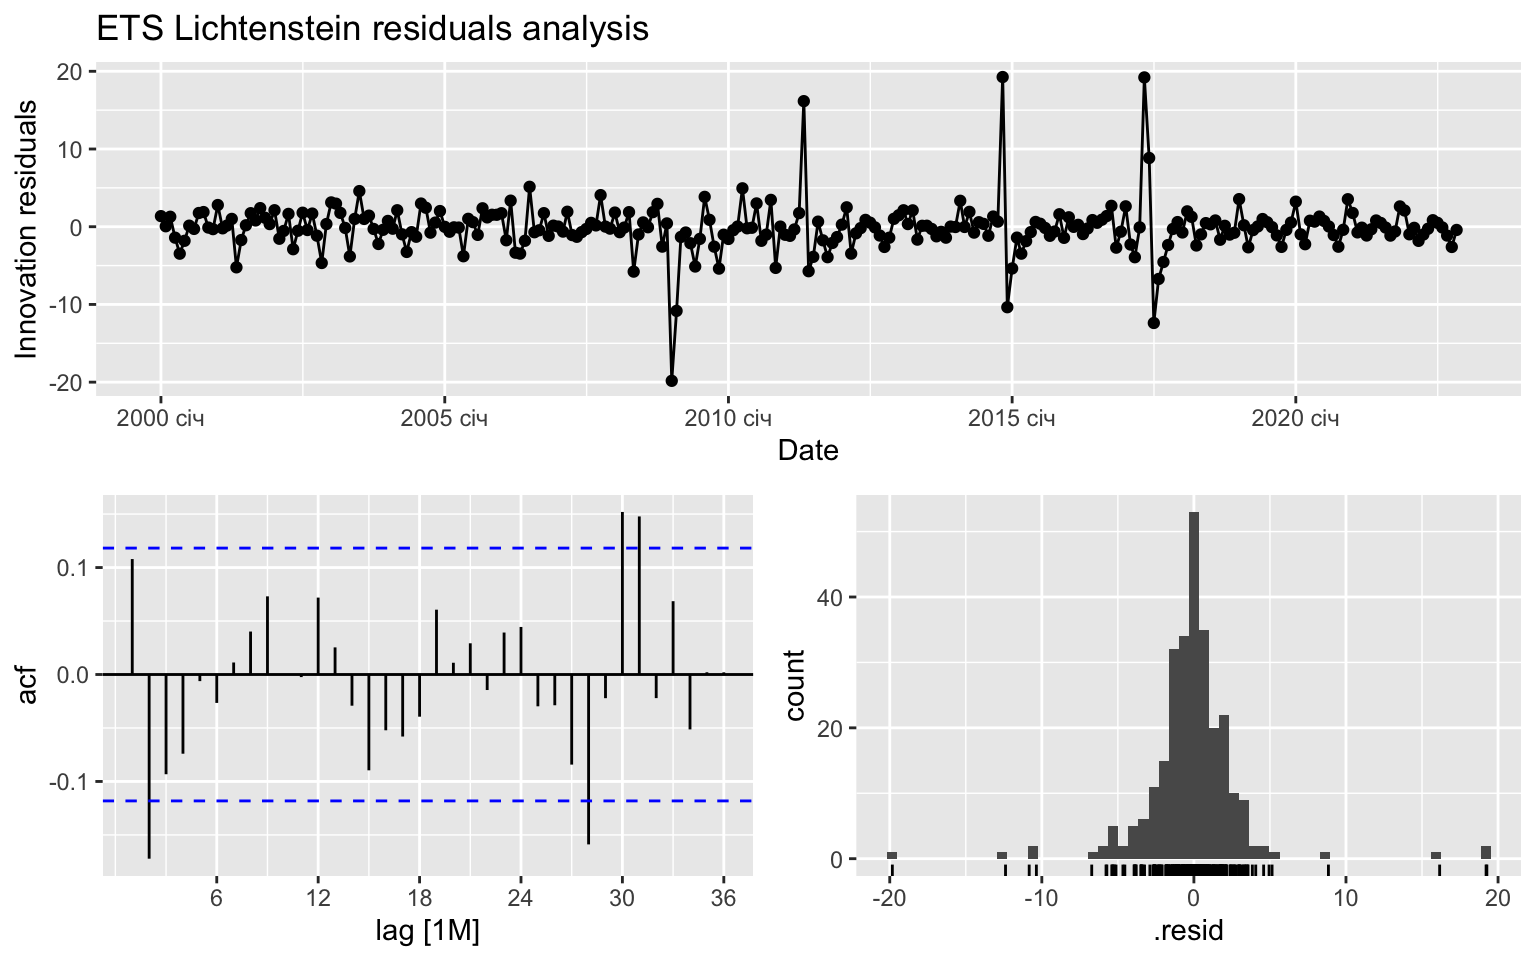 ETS Lichtenstein residuals analysis
Innovation residuals
20
10
0
-10
-20
2000 січ
2005 січ
2010 січ
2015 січ
2020 січ
Date
acf
0.1
0.0
-0.1
6
12
18
24
30
36
lag [1M]
count
40
20
0
-20
-10
0
10
20
.resid